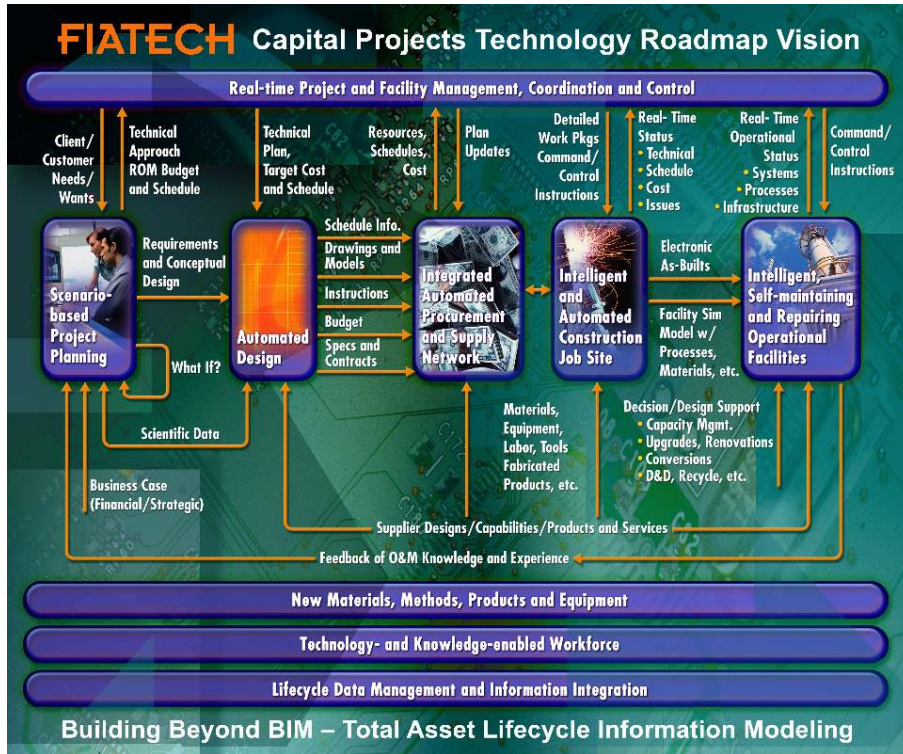 FIATECH Capital Projects Technology Roadmap Vision
Real-time Project and Facility Management, Coordination and Control
Client/
Customer
Needs/
Wants
Technical
Approach
ROM Budget
and Schedule
Technical
Plan,
Target Cost
and Schedule
Resources,
Schedules,
Cost
Plan
Updates
Detailed
Work Pkgs
Command/
Control
Instructions
Real- Time
Status
• Technical
• Schedule
• Cost
• Issues
Real- Time
Operational
Status
• Systems
• Processes
• Infrastructure
Command/
Control
Instructions
Scenario-
based
Project
Planning
Requirements
and Conceptual
Design
What If?
Automated
Design
Schedule Info.
Drawings and
Models
Instructions
Budget
Specs and
Contracts
Integrated
Automated
Procurement
and Supply
Network
Intelligent
and
Automated
Construction
Job Site
Electronic
As-Builts
Facility Sim
Model w/
Processes,
Materials, etc.
Intelligent,
Self-maintaining
and Repairing
Operational
Facilities
Scientific Data
Business Case
(Financial/Strategic)
Materials,
Equipment,
Labor, Tools
Fabricated
Products, etc.
Decision/Design Support
• Capacity Mgmt.
• Upgrades, Renovations
• Conversions
• D&D, Recycle, etc.
Supplier Designs/Capabilities/Products and Services
Feedback of O&M Knowledge and Experience
New Materials, Methods, Products and Equipment
Technology- and Knowledge-enabled Workforce
Lifecycle Data Management and Information Integration
Building Beyond BIM – Total Asset Lifecycle Information Modeling